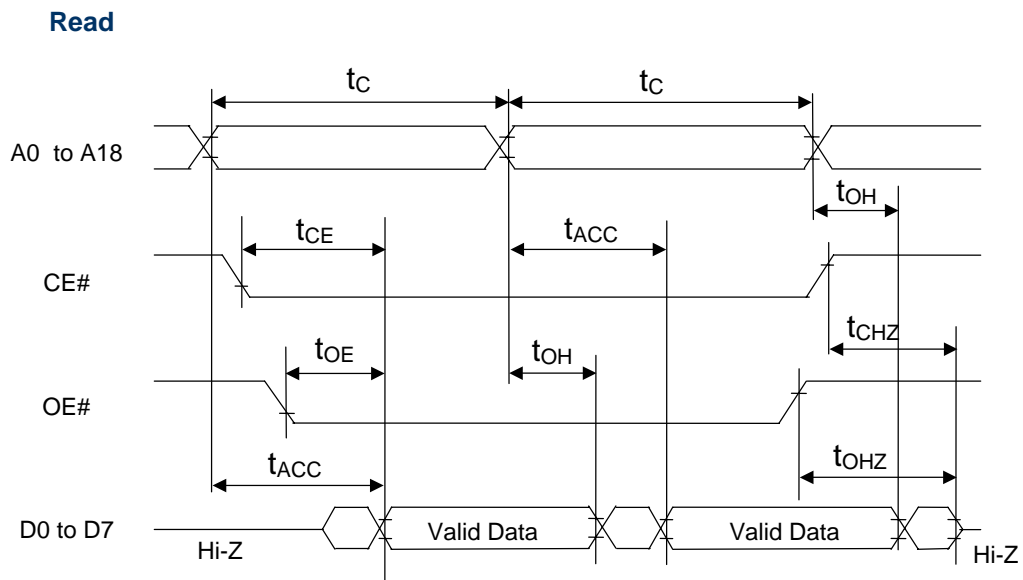 Read
tC tC
A0 to A18
tOH
tCE tACC
CE#
tCHZ
tOE tOH
OE#
tACC tOHZ
D0 to D7 Valid Data Valid Data
Hi-Z Hi-Z